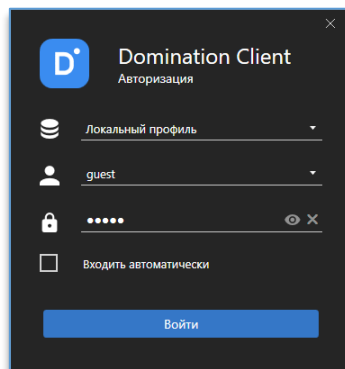 D
Domination Client
Авторизация
Локальный профиль
guest
•••••
Входить автоматически
Войти